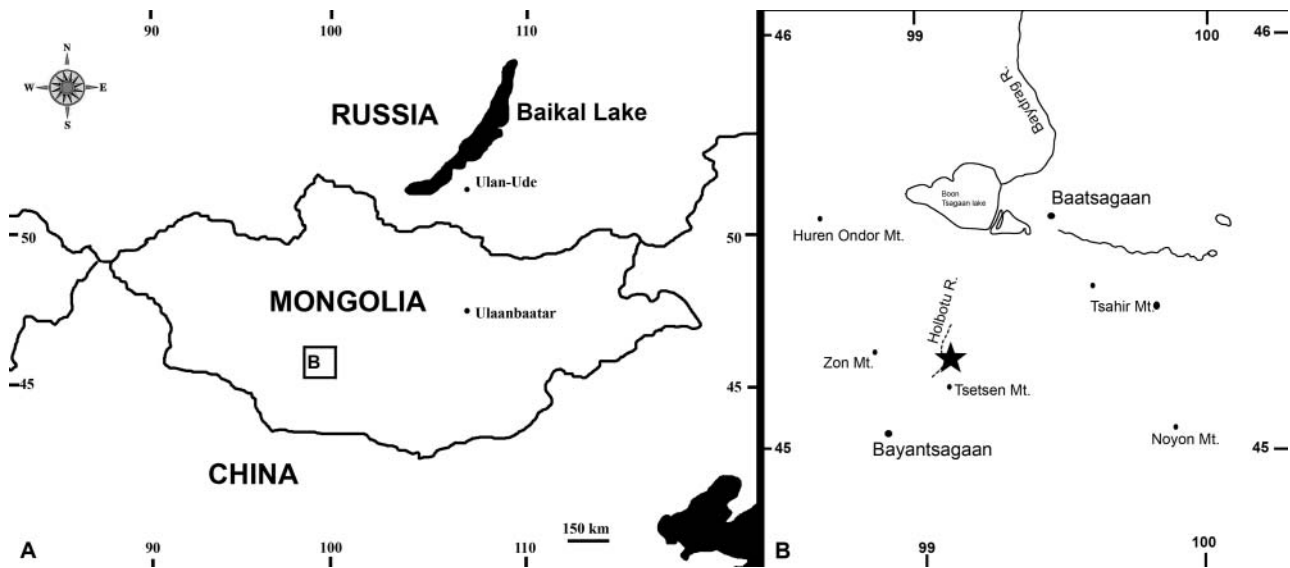 90
100
110
N
W
E
S
RUSSIA
Baikal Lake
Ulan-Ude
50
MONGOLIA
Ulaanbaatar
B
45
50
45
CHINA
150 km
A
90
100
110
46
99
100
46
Baydrag R.
Boon
Tsagaan lake
Baatsagaan
Huren Ondor Mt.
Holbotu R.
Tsahir Mt.
Zon Mt.
Tsetsen Mt.
Bayantsagaan
Noyon Mt.
45
45
B
99
100